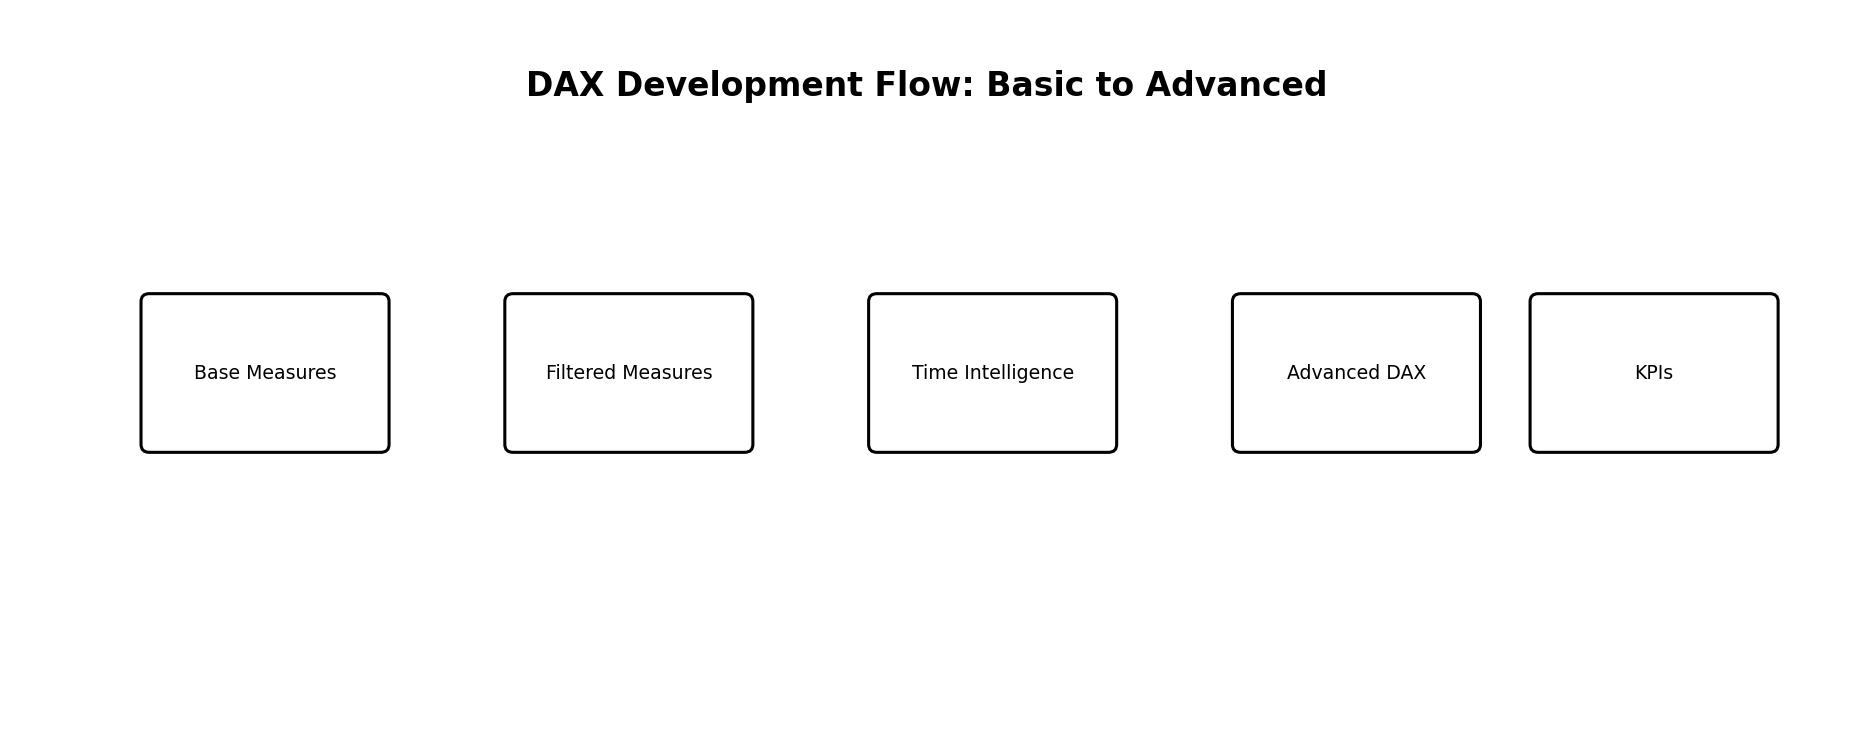 DAX Development Flow: Basic to Advanced
Base Measures
Filtered Measures
Time Intelligence
Advanced DAX
KPIs